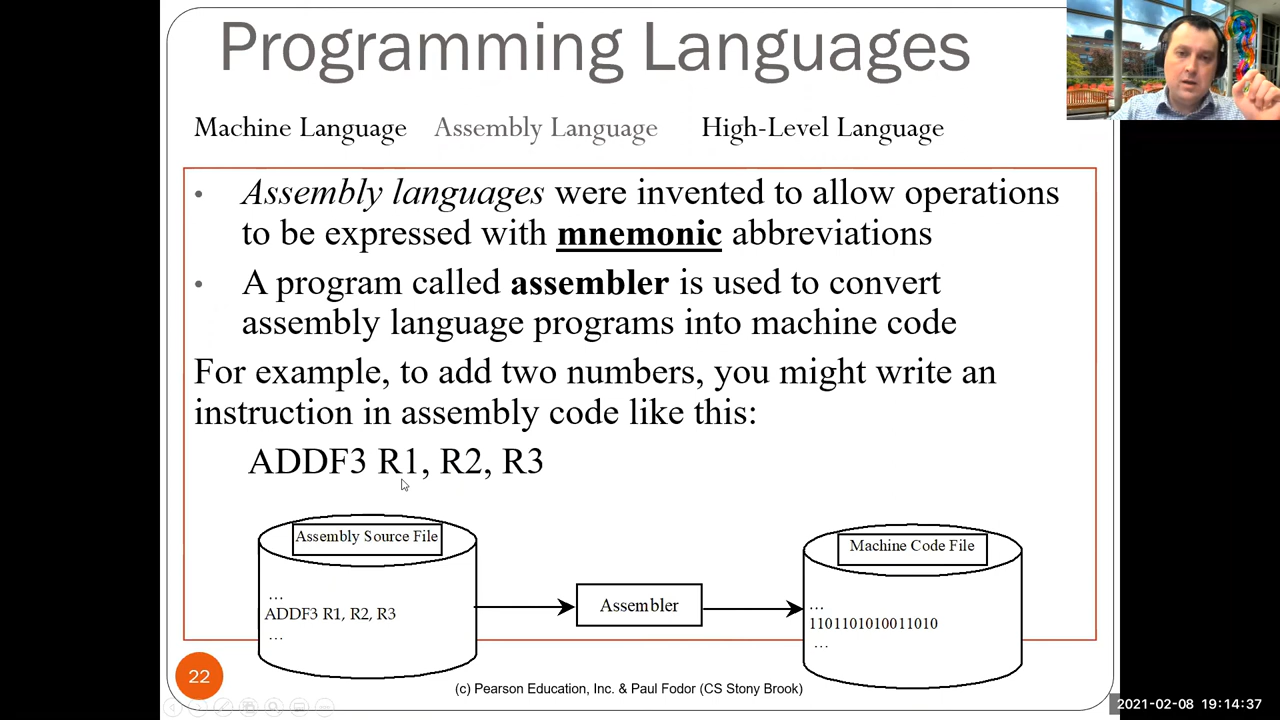 Programming Languages
Machine Language Assembly Language High-Level Language
• Assembly languages were invented to allow operations
to be expressed with mnemonic abbreviations
• A program called assembler is used to convert
assembly language programs into machine code
For example, to add two numbers, you might write an
instruction in assembly code like this:
ADDF3 R1, R2, R3
Assembly Source File
…
ADDF3 R1, R2, R3
…
Assembler
Machine Code File
…
1101101010011010
…
22
(c) Pearson Education, Inc. & Paul Fodor (CS Stony Brook)
2021-02-08 19:14:37